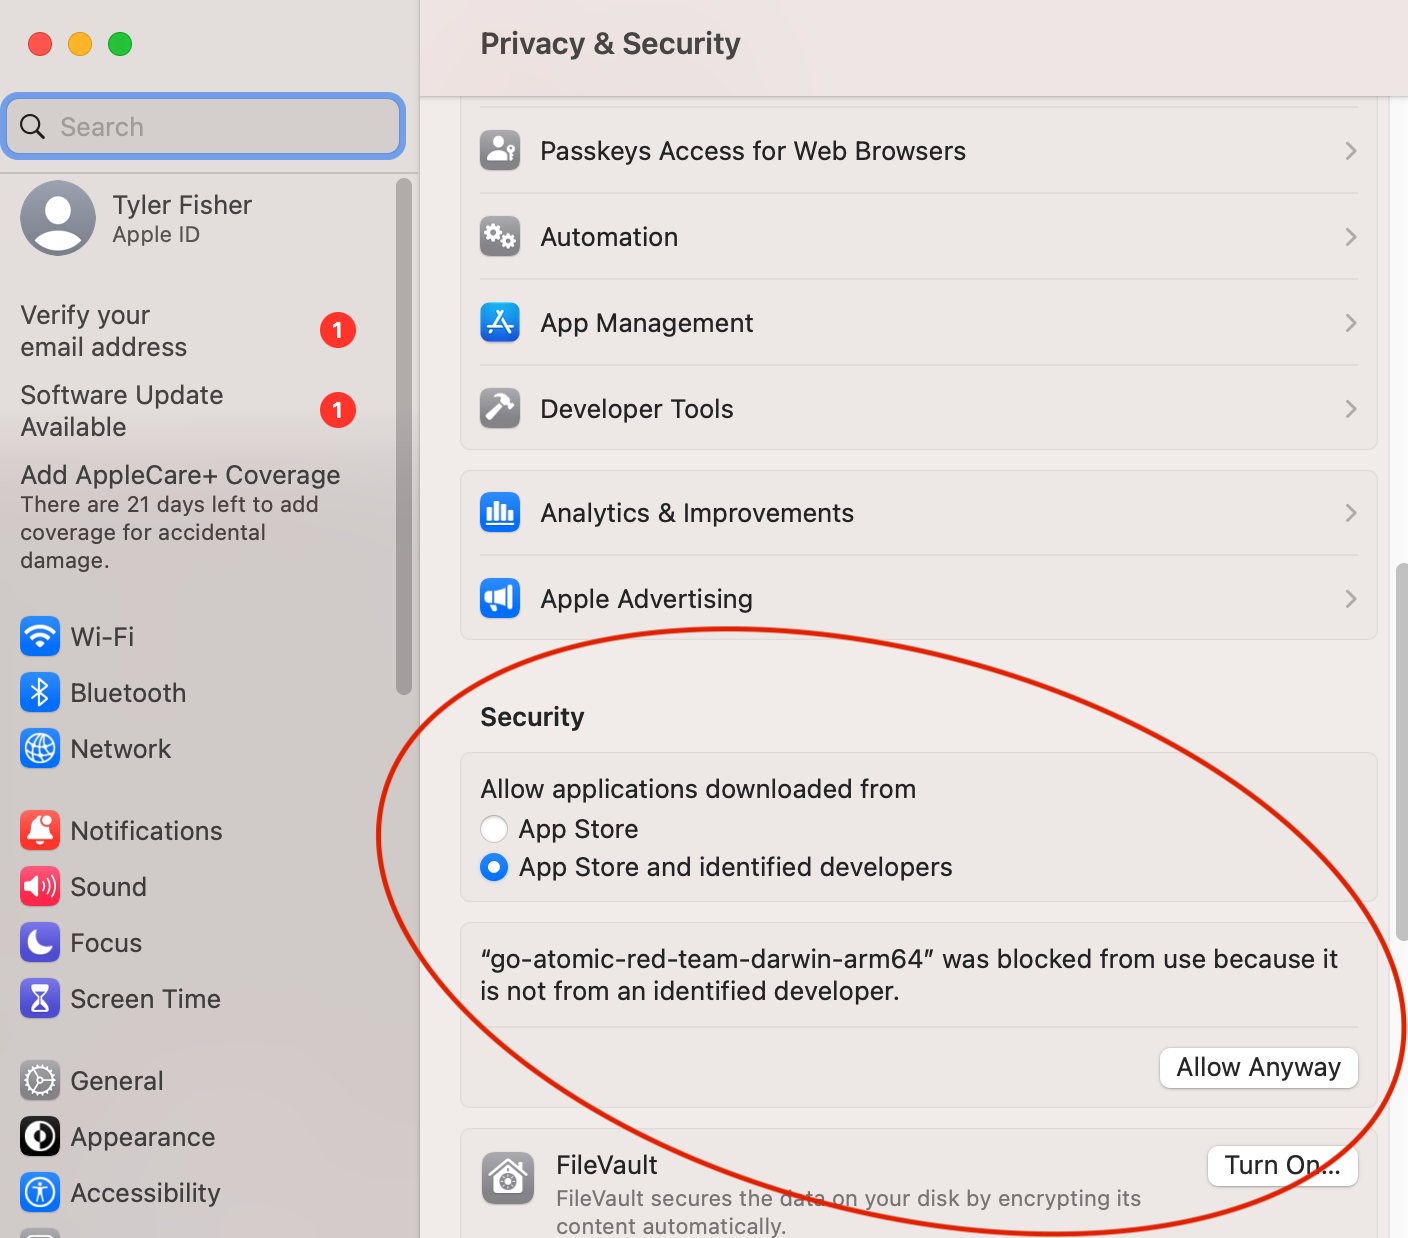 Privacy & Security
Search
Tyler Fisher
Apple ID
Verify your
email address
1
Software Update
Available
1
Add AppleCare+ Coverage
There are 21 days left to add
coverage for accidental
damage.
Wi-Fi
Bluetooth
Network
Notifications
Sound
Focus
Screen Time
General
Appearance
Accessibility
Passkeys Access for Web Browsers
Automation
App Management
Developer Tools
Analytics & Improvements
Apple Advertising
Security
Allow applications downloaded from
App Store
App Store and identified developers
“go-atomic-red-team-darwin-arm64” was blocked from use because it
is not from an identified developer.
Allow Anyway
FileVault
Turn On...
FileVault secures the data on your disk by encrypting its
content automatically.